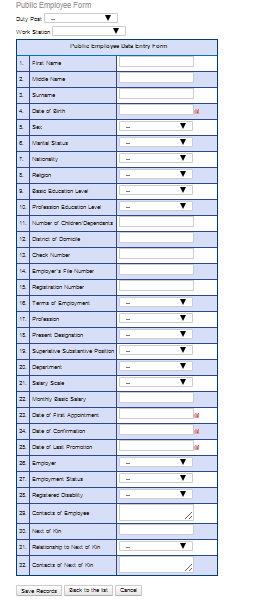 Public Employee Form
Duty Post --
Work Station
Public Employee Data Entry Form
1. First Name
2. Middle Name
3. Surname
4. Date of Birth
5. Sex --
6. Marital Status --
7. Nationality --
8. Religion --
9. Basic Education Level --
10. Profession Education Level --
11. Number of Children/Dependants
12. District of Domicile
13. Check Number
14. Employer's File Number
15. Registration Number
16. Terms of Employment --
17. Profession --
18. Present Designation --
19. Superlative Substantive Position --
20. Department --
21. Salary Scale --
22. Monthly Basic Salary
23. Date of First Appointment
24. Date of Confirmation
25. Date of Last Promotion
26. Employer --
27. Employment Status --
28. Registered Disability --
29. Contacts of Employee
30. Next of Kin
31. Relationship to Next of Kin --
32. Contacts of Next of Kin
Save Records Back to the list Cancel